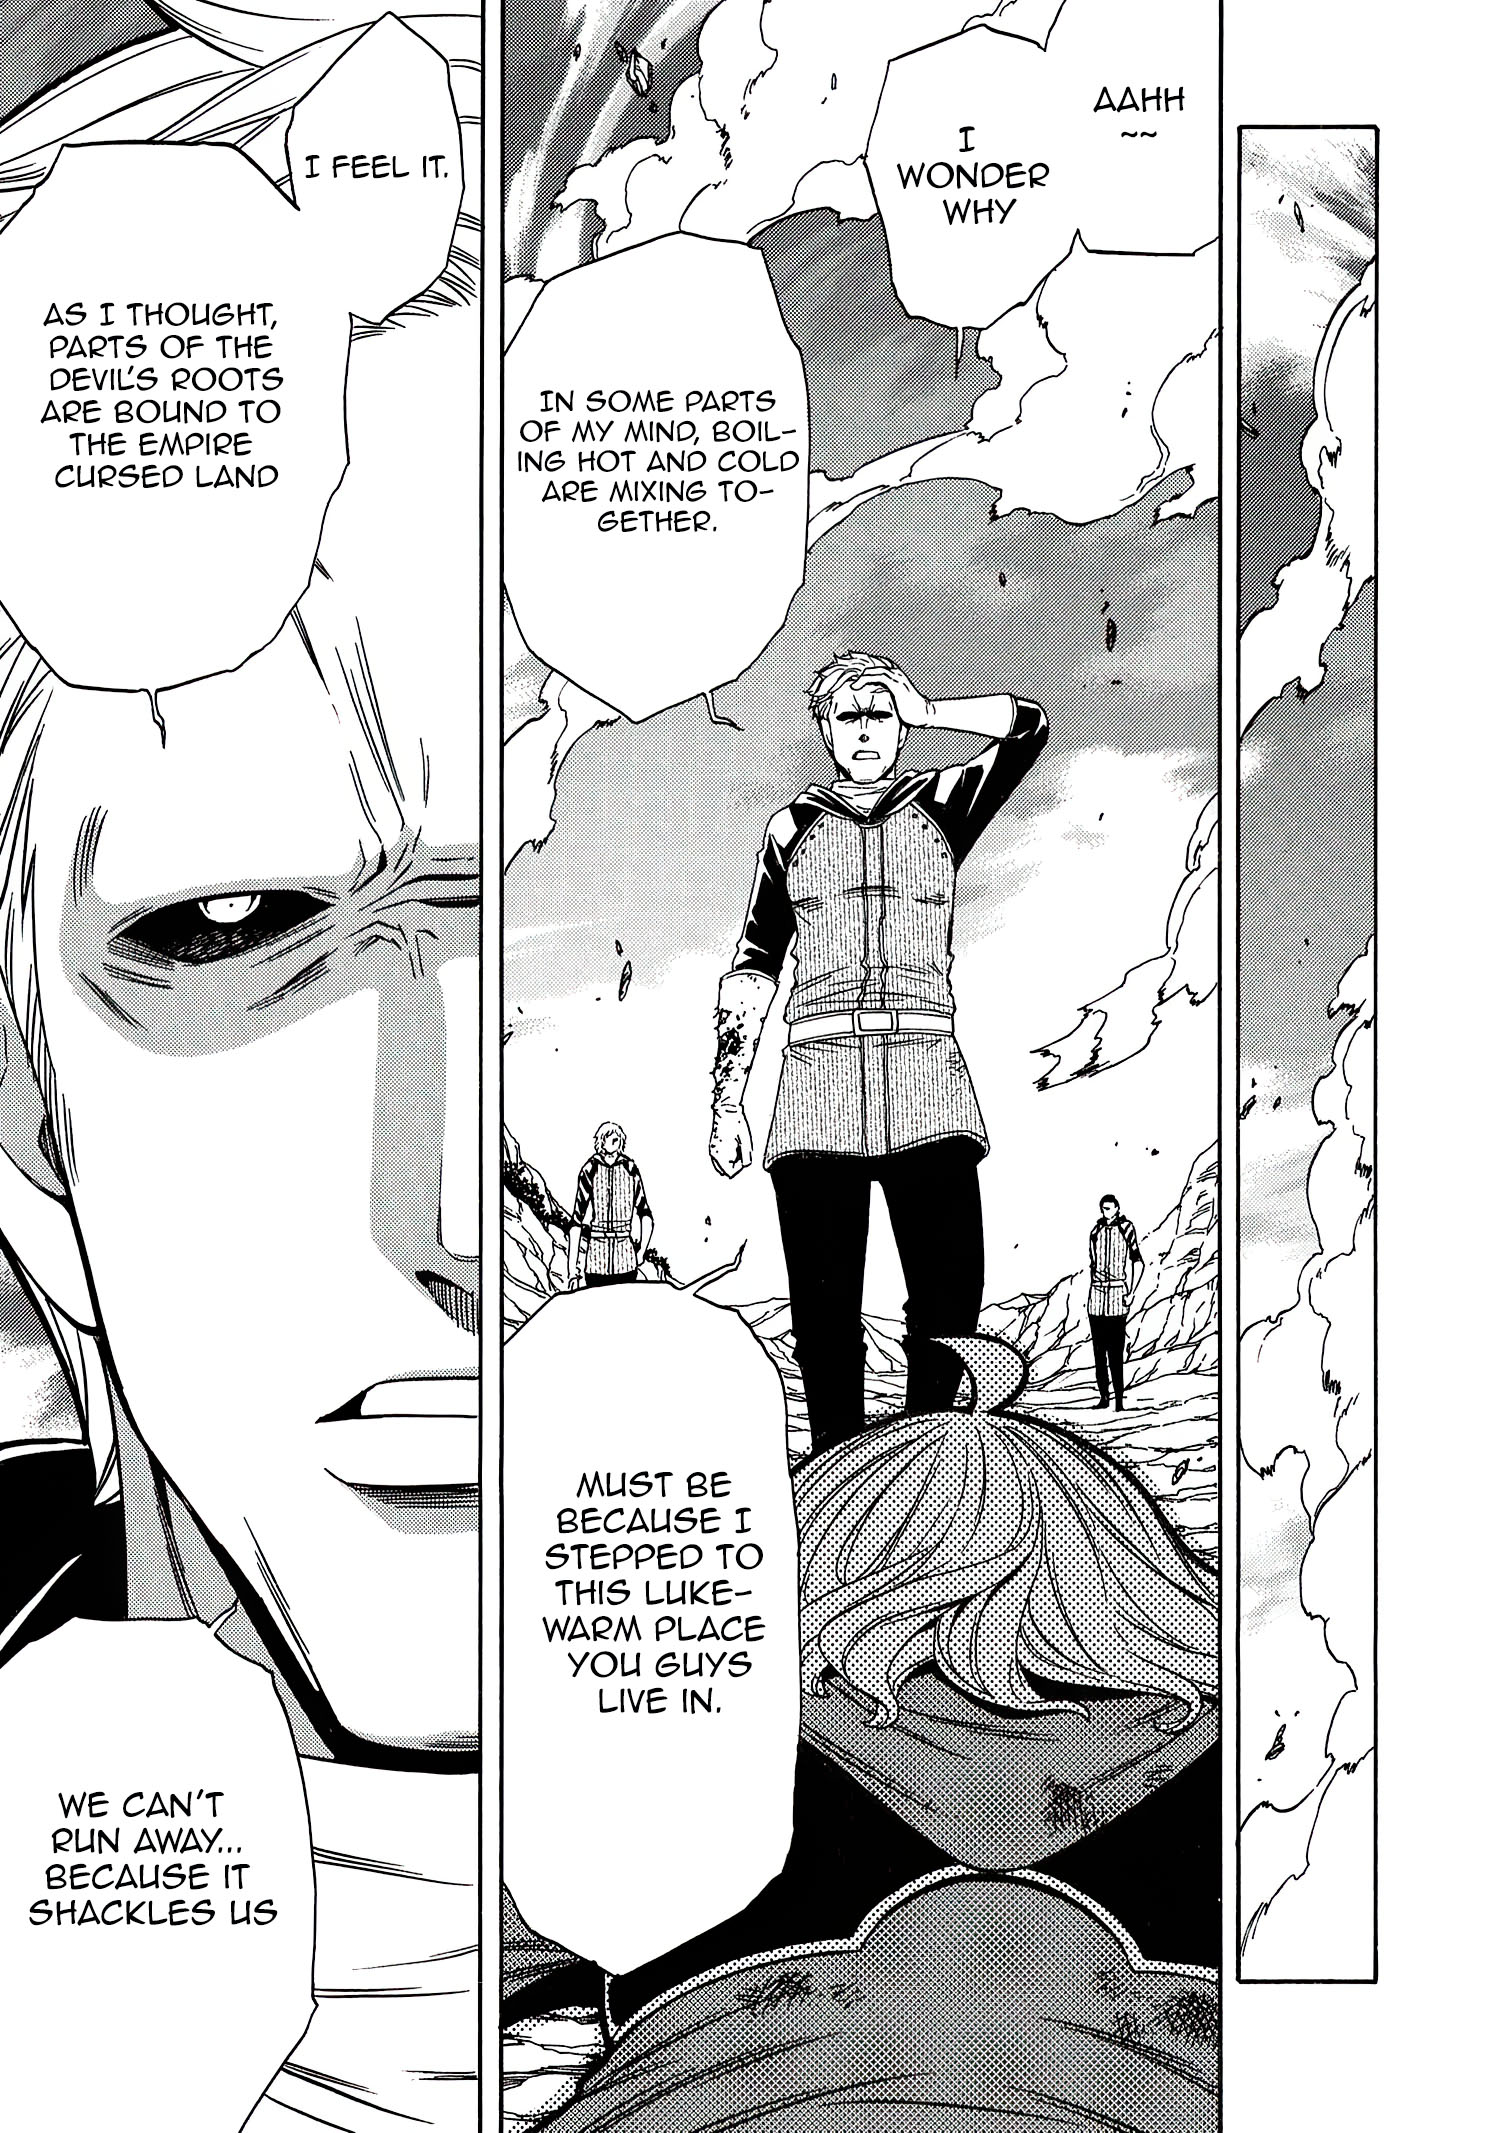 AAHH
~~
I
WONDER
WHY
IN SOME PARTS
OF MY MIND, BOIL-
ING HOT AND COLD
ARE MIXING TO-
GETHER.
MUST BE
BECAUSE I
STEPPED TO
THIS LUKE-
WARM PLACE
YOU GUYS
LIVE IN.
I FEEL IT.
AS I THOUGHT,
PARTS OF THE
DEVIL'S ROOTS
ARE BOUND TO
THE EMPIRE
CURSED LAND
WE CAN'T
RUN AWAY...
BECAUSE IT
SHACKLES US